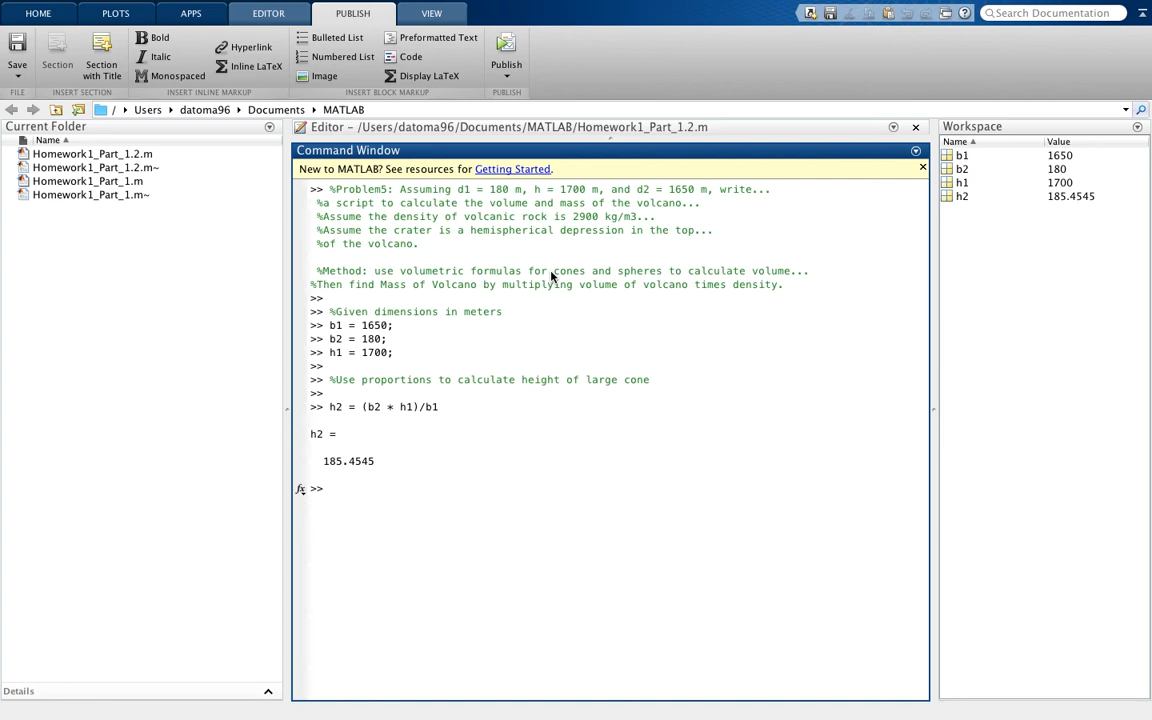 HOME PLOTS APPS EDITOR PUBLISH VIEW
Search Documentation
Save
Section
Section with Title
Bold
Italic
Monospaced
Hyperlink
Inline LaTeX
Bulleted List
Numbered List
Image
Preformatted Text
Code
Display LaTeX
Publish
FILE INSERT SECTION INSERT INLINE MARKUP INSERT BLOCK MARKUP PUBLISH
/ Users datoma96 Documents MATLAB
Current Folder
Name
Homework1_Part_1.2.m
Homework1_Part_1.2.m~
Homework1_Part_1.m
Homework1_Part_1.m~
Details
Editor – /Users/datoma96/Documents/MATLAB/Homework1_Part_1.2.m
Command Window
New to MATLAB? See resources for Getting Started.
>> %Problem5: Assuming d1 = 180 m, h = 1700 m, and d2 = 1650 m, write...
%a script to calculate the volume and mass of the volcano...
%Assume the density of volcanic rock is 2900 kg/m3...
%Assume the crater is a hemispherical depression in the top...
%of the volcano.
%Method: use volumetric formulas for cones and spheres to calculate volume...
%Then find Mass of Volcano by multiplying volume of volcano times density.
>>
>> %Given dimensions in meters
>> b1 = 1650;
>> b2 = 180;
>> h1 = 1700;
>>
>> %Use proportions to calculate height of large cone
>>
>> h2 = (b2 * h1)/b1
h2 =
185.4545
fx >>
Workspace
Name Value
b1 1650
b2 180
h1 1700
h2 185.4545